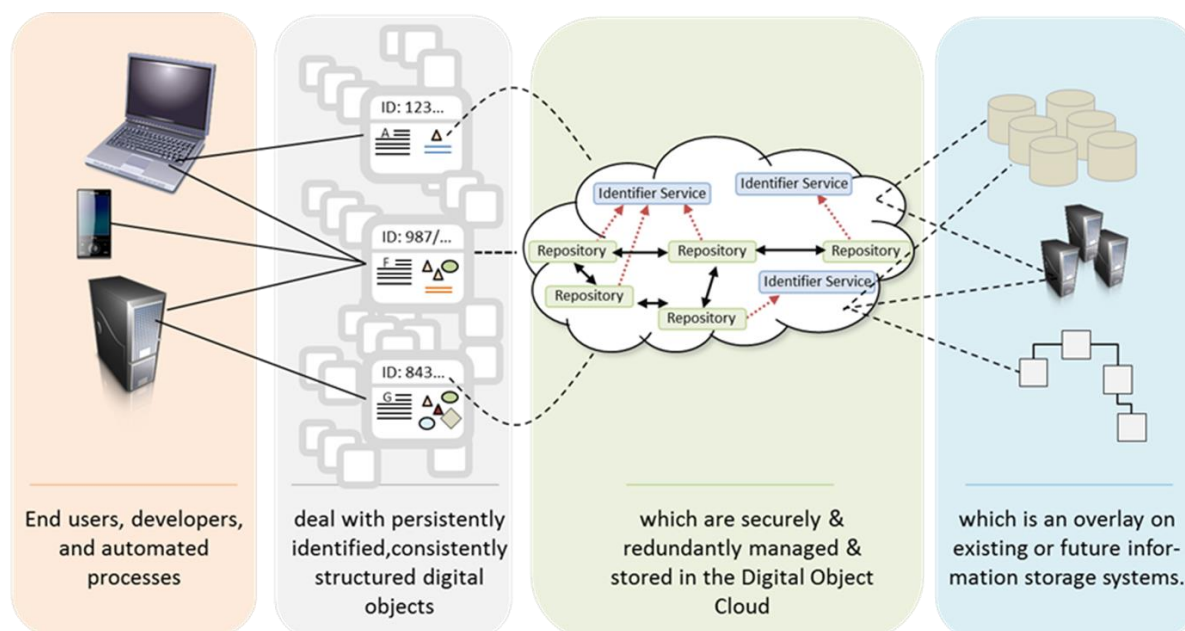 ID: 123...
A
ID: 987/...
F
ID: 843...
G
Identifier Service
Identifier Service
Repository
Repository
Repository
Identifier Service
Repository
Repository
End users, developers,
and automated
processes
deal with persistently
identified,consistently
structured digital
objects
which are securely &
redundantly managed &
stored in the Digital Object
Cloud
which is an overlay on
existing or future infor-
mation storage systems.